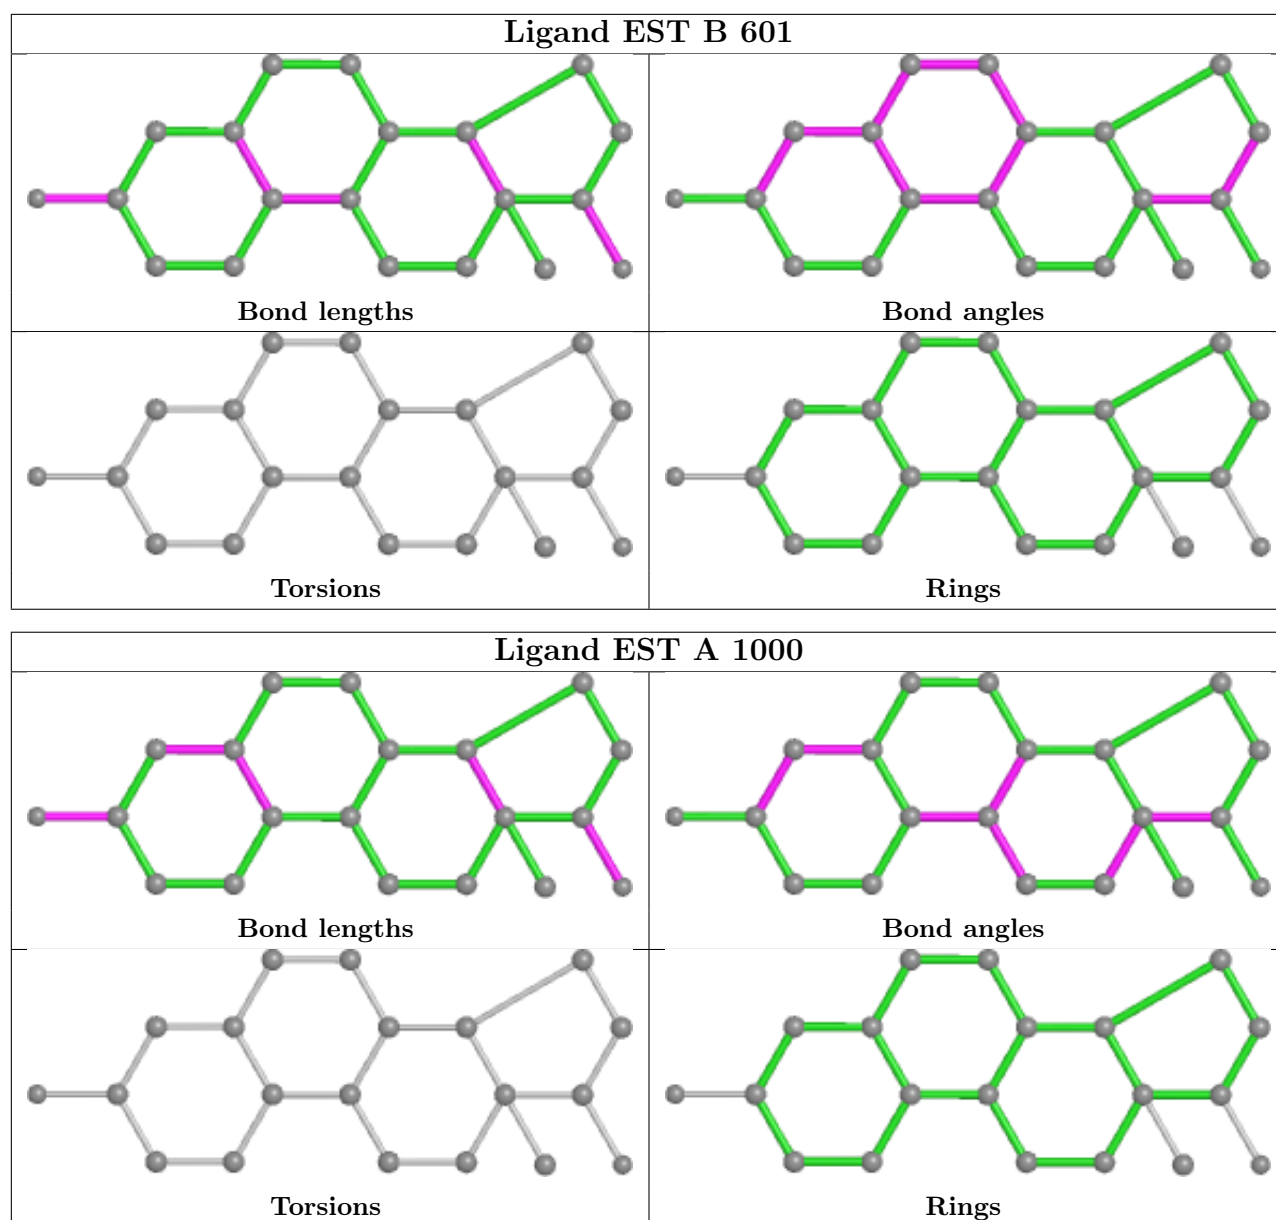 Ligand EST B 601
Bond lengths
Bond angles
Torsions
Rings
Ligand EST A 1000
Bond lengths
Bond angles
Torsions
Rings